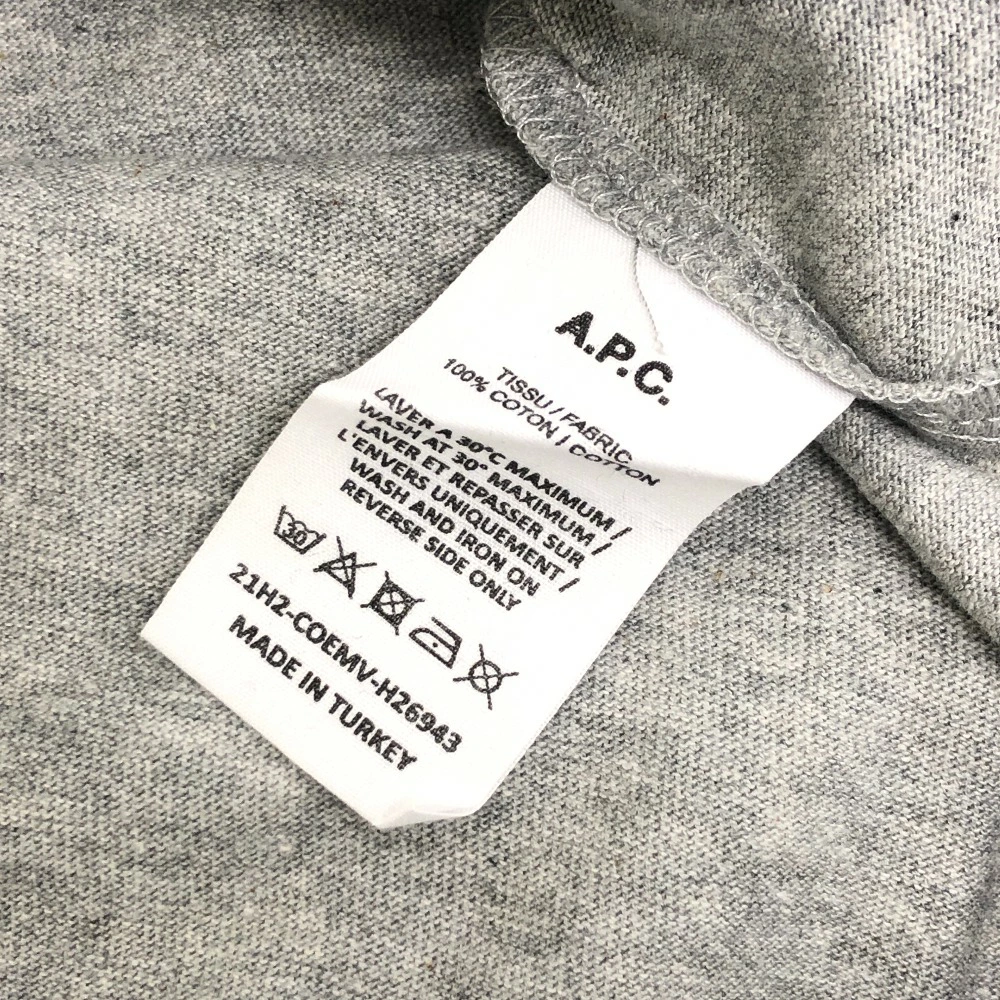 A.P.C.
TISSU / FABRIC
100% COTON / COTTON
LAVER A 30°C MAXIMUM /
WASH AT 30° MAXIMUM
LAVER ET REPASSER SUR /
L'ENVERS UNIQUEMENT /
WASH AND IRON ON
REVERSE SIDE ONLY
30
21H2-COEMV-H26943
MADE IN TURKEY